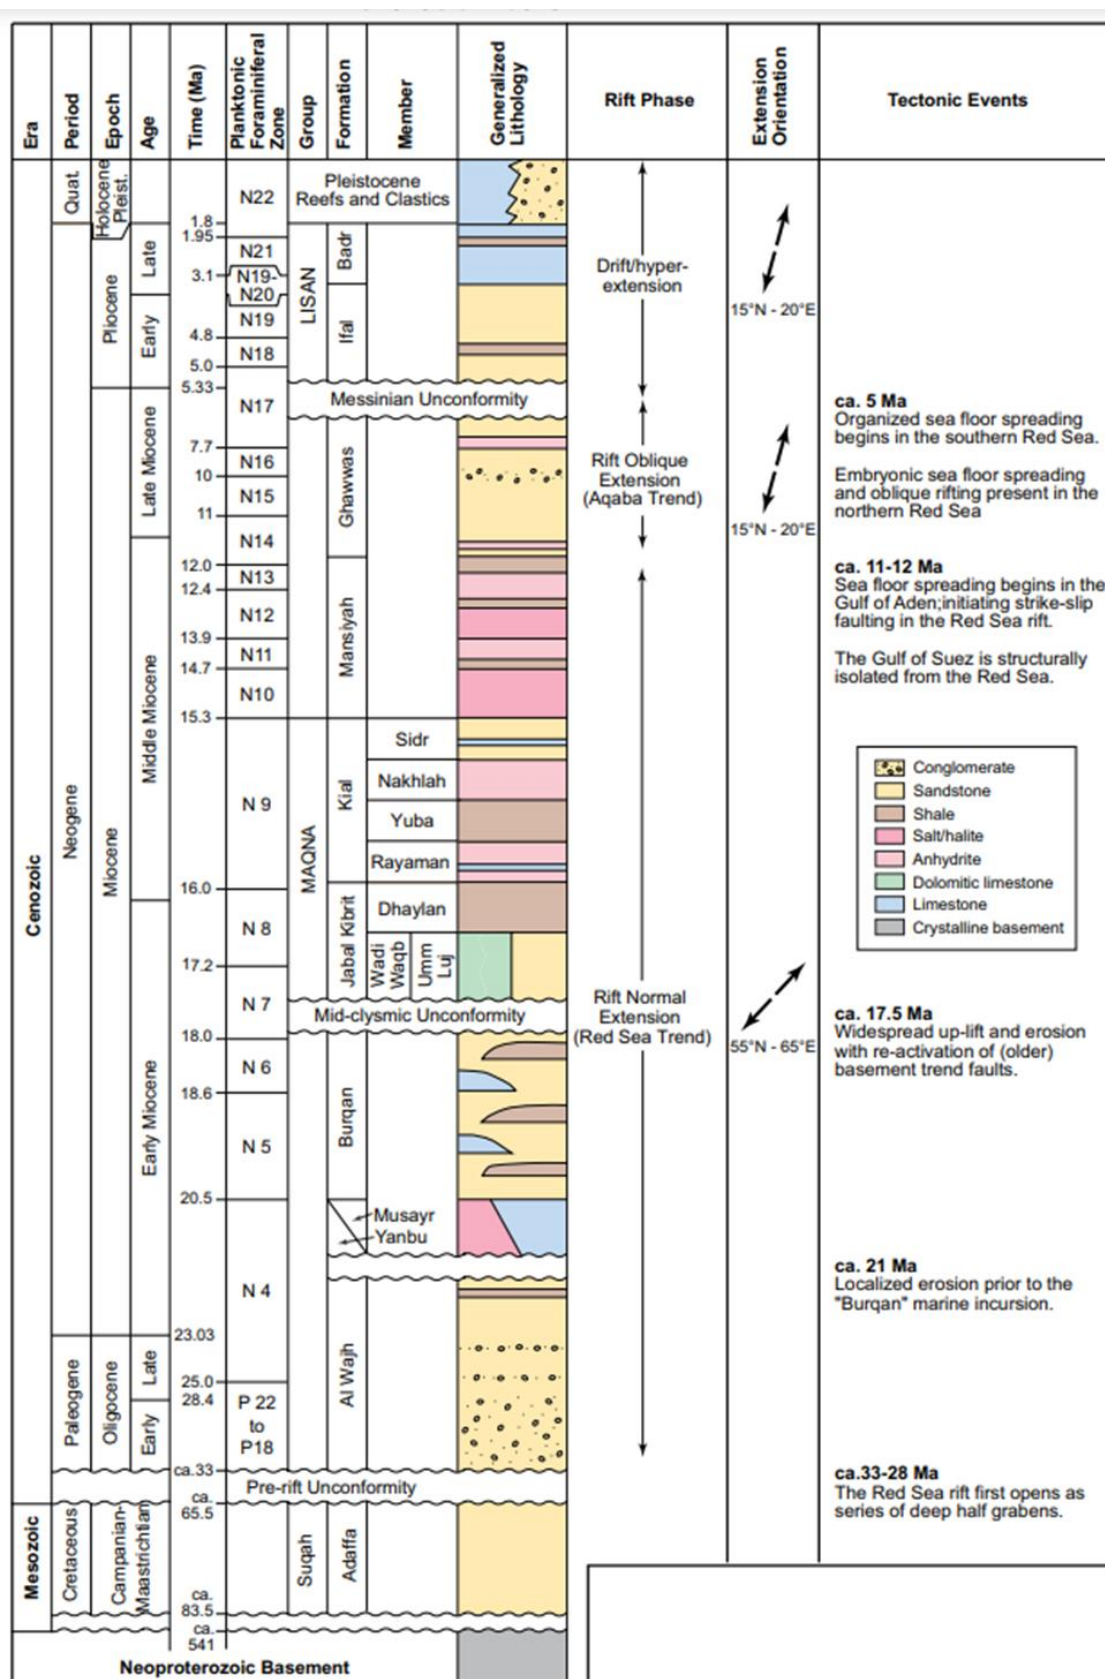 Era
Period
Epoch
Age
Time (Ma)
Planktonic
Foraminiferal
Zone
Group
Formation
Member
Generalized
Lithology
Rift Phase
Extension
Orientation
Tectonic Events
Cenozoic
Mesozoic
Quat.
Neogene
Paleogene
Cretaceous
Holocene
Pleist.
Pliocene
Miocene
Oligocene
Campanian-
Maastrichtian
Late
Early
Late Miocene
Middle Miocene
Early Miocene
Late
Early
1.8
1.95
3.1
4.8
5.0
5.33
7.7
10
11
12.0
12.4
13.9
14.7
15.3
16.0
17.2
18.0
18.6
20.5
23.03
25.0
28.4
ca.33
ca.
65.5
ca.
83.5
ca.
541
N22
N21
N19-
N20
N19
N18
N17
N16
N15
N14
N13
N12
N11
N10
N 9
N 8
N 7
N 6
N 5
N 4
P 22
to
P18
Pleistocene
Reefs and Clastics
LISAN
Badr
Ifal
Messinian Unconformity
Ghawwas
Mansiyah
MAQNA
Kial
Sidr
Nakhlah
Yuba
Rayaman
Jabal Kibrit
Dhaylan
Wadi
Waqb
Umm
Luj
Mid-clysmic Unconformity
Burqan
Musayr
Yanbu
Al Wajh
Pre-rift Unconformity
Suqah
Adaffa
Neoproterozoic Basement
Drift/hyper-
extension
Rift Oblique
Extension
(Aqaba Trend)
Rift Normal
Extension
(Red Sea Trend)
15°N - 20°E
15°N - 20°E
55°N - 65°E
ca. 5 Ma
Organized sea floor spreading
begins in the southern Red Sea.
Embryonic sea floor spreading
and oblique rifting present in the
northern Red Sea
ca. 11-12 Ma
Sea floor spreading begins in the
Gulf of Aden;initiating strike-slip
faulting in the Red Sea rift.
The Gulf of Suez is structurally
isolated from the Red Sea.
Conglomerate
Sandstone
Shale
Salt/halite
Anhydrite
Dolomitic limestone
Limestone
Crystalline basement
ca. 17.5 Ma
Widespread up-lift and erosion
with re-activation of (older)
basement trend faults.
ca. 21 Ma
Localized erosion prior to the
"Burqan" marine incursion.
ca.33-28 Ma
The Red Sea rift first opens as
series of deep half grabens.